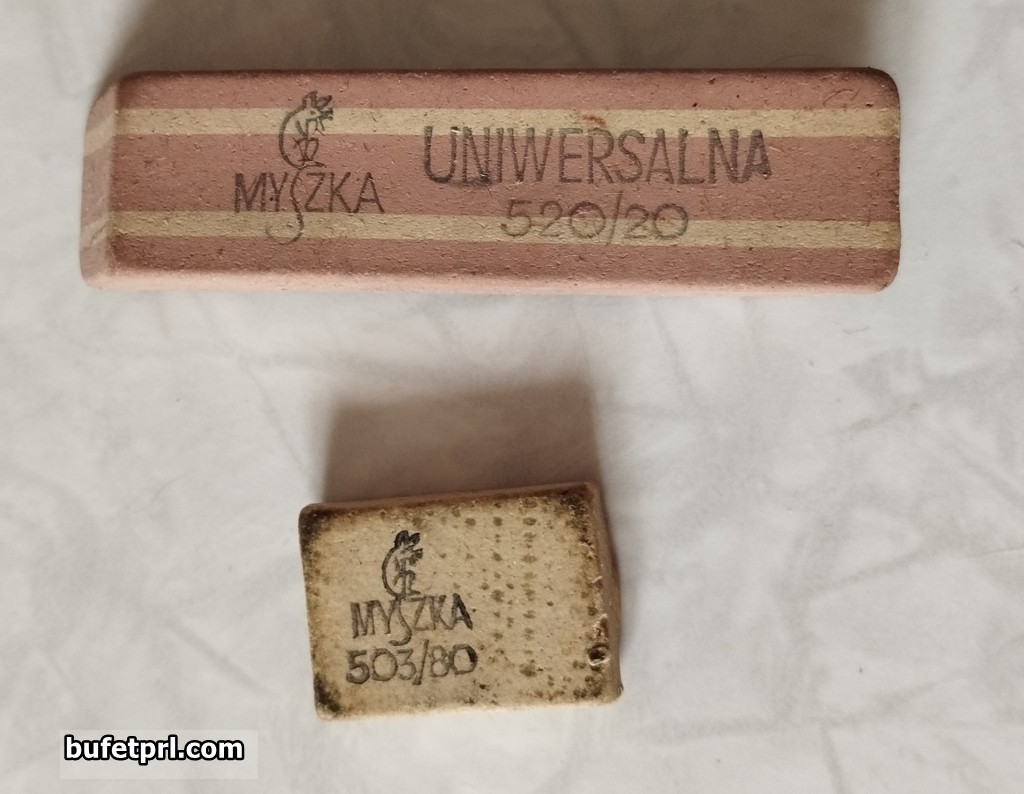 MYSZKA
UNIWERSALNA
520/20
MYSZKA
503/80
bufetprl.com